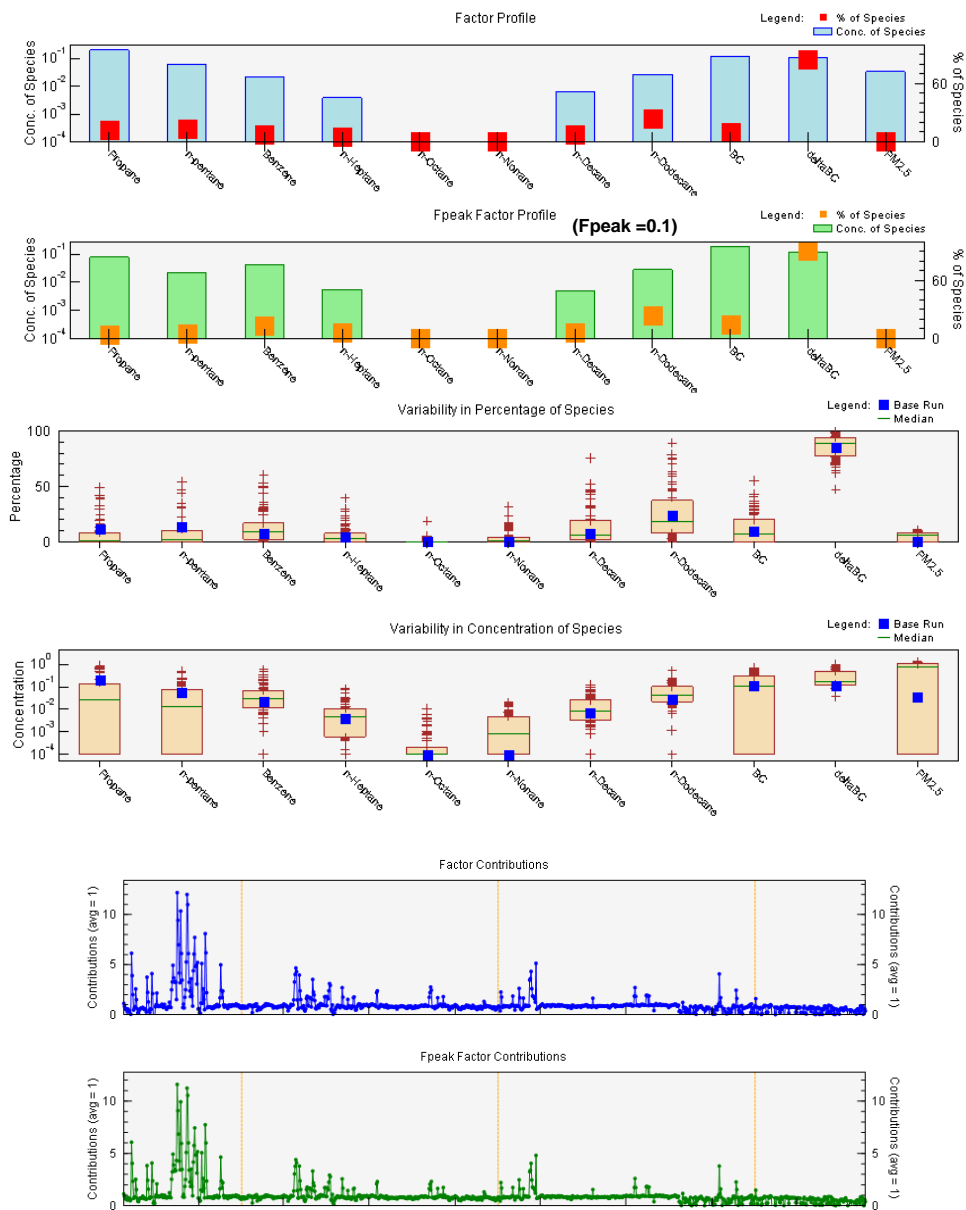 Factor Profile
Legend: % of Species
Conc. of Species
Conc. of Species
10^-1
10^-2
10^-3
10^-4
% of Species
60
0
Propane
n-pentane
Benzene
n-Heptane
n-Octane
n-Nonane
n-Decane
n-Dodecane
BC
deltaBC
PM2.5
Fpeak Factor Profile
(Fpeak =0.1)
Legend: % of Species
Conc. of Species
Conc. of Species
10^-1
10^-2
10^-3
10^-4
% of Species
60
0
Propane
n-pentane
Benzene
n-Heptane
n-Octane
n-Nonane
n-Decane
n-Dodecane
BC
deltaBC
PM2.5
Variability in Percentage of Species
Legend: Base Run
Median
Percentage
100
50
0
Propane
n-pentane
Benzene
n-Heptane
n-Octane
n-Nonane
n-Decane
n-Dodecane
BC
deltaBC
PM2.5
Variability in Concentration of Species
Legend: Base Run
Median
Concentration
10^0
10^-1
10^-2
10^-3
10^-4
Propane
n-pentane
Benzene
n-Heptane
n-Octane
n-Nonane
n-Decane
n-Dodecane
BC
deltaBC
PM2.5
Factor Contributions
Contributions (avg = 1)
10
5
0
Contributions (avg = 1)
10
5
0
Fpeak Factor Contributions
Contributions (avg = 1)
10
5
0
Contributions (avg = 1)
10
5
0